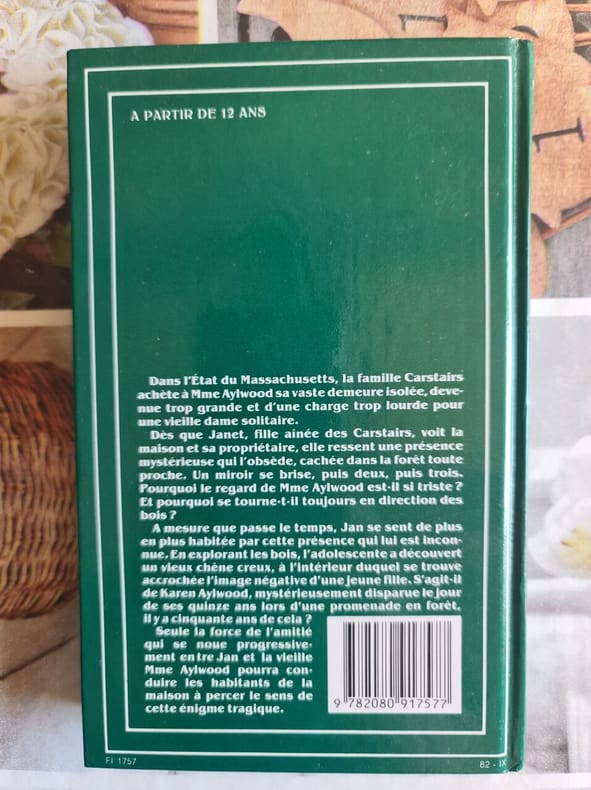 A PARTIR DE 12 ANS
Dans l'État du Massachusetts, la famille Carstairs
achète à Mme Aylwood sa vaste demeure isolée, deve-
nue trop grande et d'une charge trop lourde pour
une vieille dame solitaire.
Dès que Janet, fille ainée des Carstairs, voit la
maison et sa propriétaire, elle ressent une présence
mystérieuse qui l'obsède, cachée dans la forêt toute
proche. Un miroir se brise, puis deux, puis trois.
Pourquoi le regard de Mme Aylwood est-il si triste ?
Et pourquoi se tourne-t-il toujours en direction des
bois ?
A mesure que passe le temps, Jan se sent de plus
en plus habitée par cette présence qui lui est incon-
nue. En explorant les bois, l'adolescente a découvert
un vieux chêne creux, à l'intérieur duquel se trouve
accrochée l'image négative d'une jeune fille. S'agit-il
de Karen Aylwood, mystérieusement disparue le jour
de ses quinze ans lors d'une promenade en forêt,
il y a cinquante ans de cela ?
Seule la force de l'amitié
qui se noue progressive-
ment entre Jan et la vieille
Mme Aylwood pourra con-
duire les habitants de la
maison à percer le sens de
cette énigme tragique.
9 782080 917577
FI 1757
82 - IX